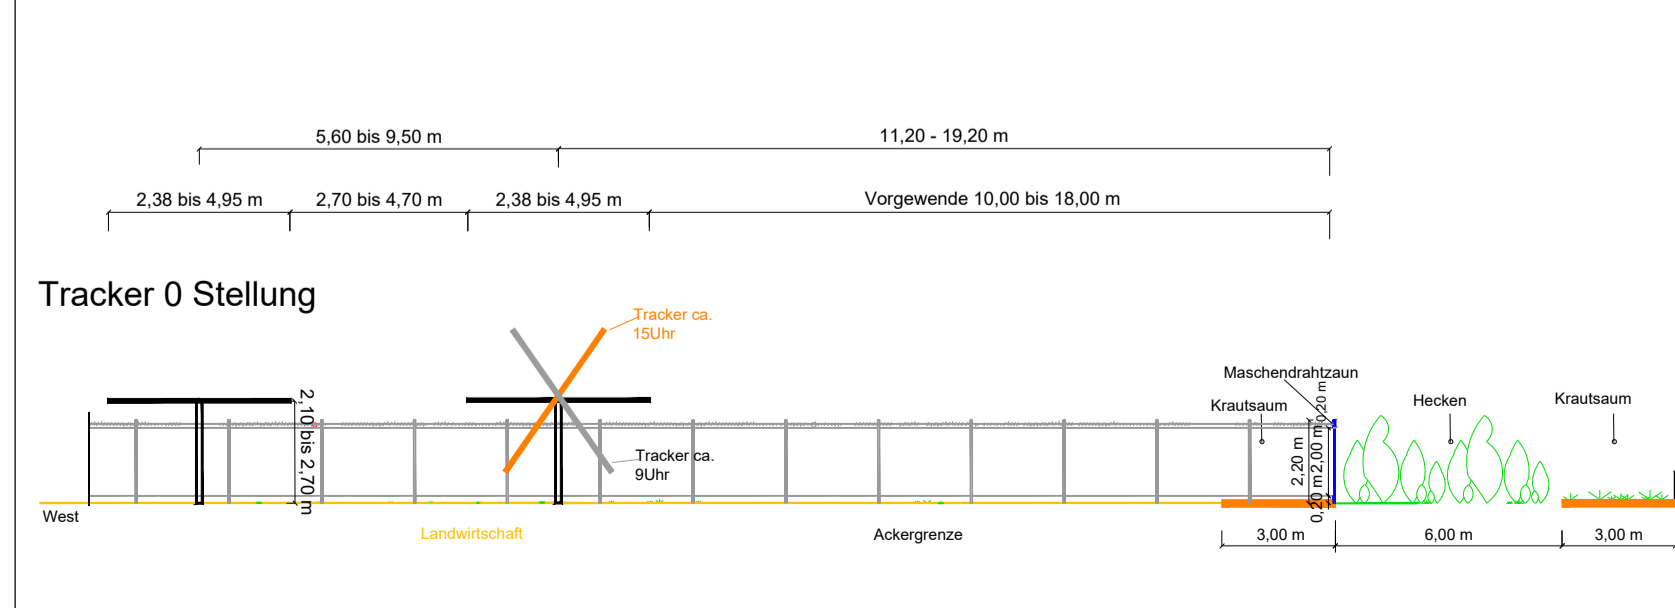 5,60 bis 9,50 m
11,20 - 19,20 m
2,38 bis 4,95 m
2,70 bis 4,70 m
2,38 bis 4,95 m
Vorgewende 10,00 bis 18,00 m
Tracker 0 Stellung
Tracker ca.
15Uhr
Maschendrahtzaun
Krautsaum
Hecken
Krautsaum
2,10 bis 2,70 m
Tracker ca.
9Uhr
0,20 m
2,20 m
2,00 m
0,20 m
West
Landwirtschaft
Ackergrenze
3,00 m
6,00 m
3,00 m